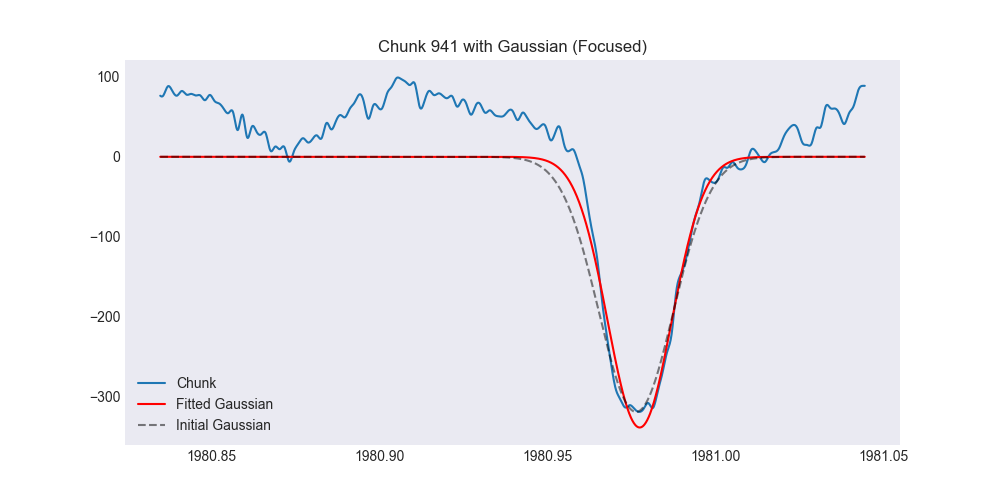 Chunk 941 with Gaussian (Focused)
100
0
−100
−200
−300
Chunk
Fitted Gaussian
Initial Gaussian
1980.85 1980.90 1980.95 1981.00 1981.05